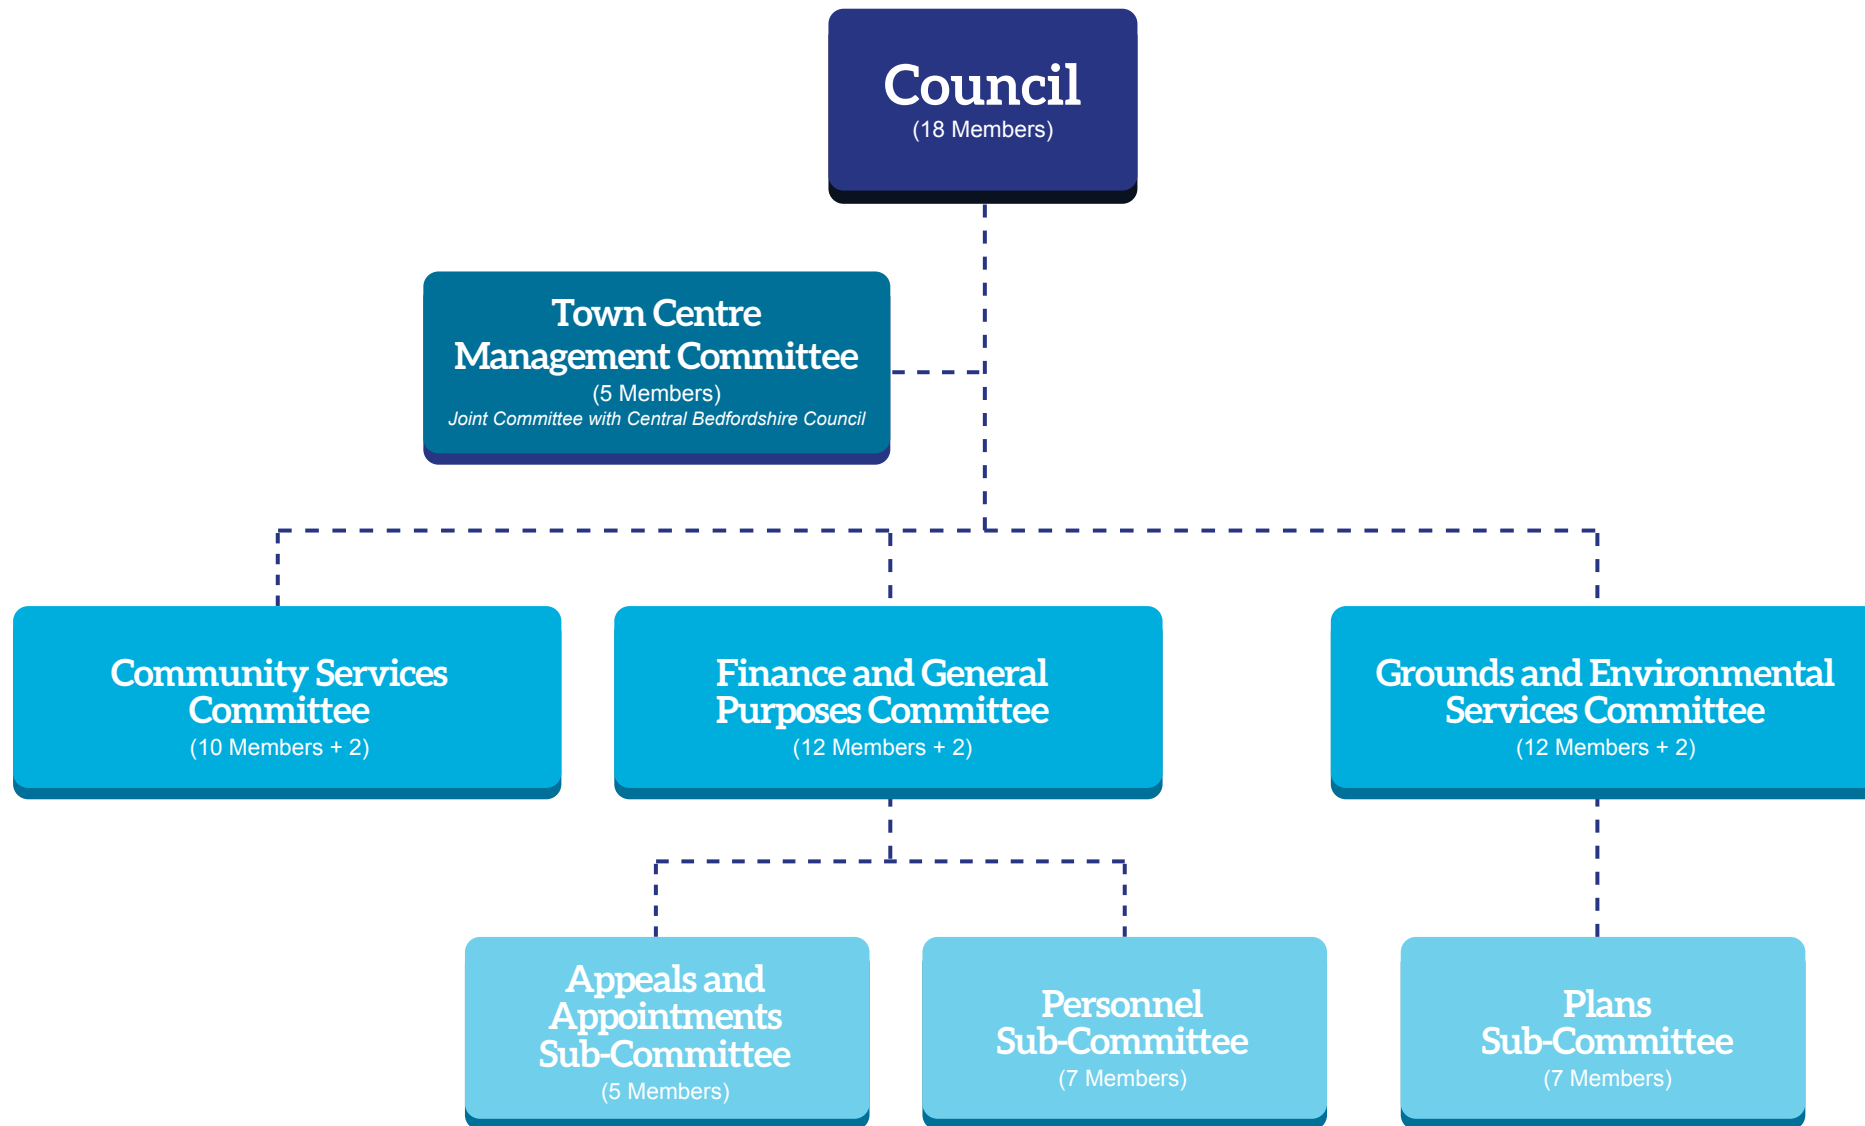 Council
(18 Members)
Town Centre
Management Committee
(5 Members)
Joint Committee with Central Bedfordshire Council
Community Services
Committee
(10 Members + 2)
Finance and General
Purposes Committee
(12 Members + 2)
Grounds and Environmental
Services Committee
(12 Members + 2)
Appeals and
Appointments
Sub-Committee
(5 Members)
Personnel
Sub-Committee
(7 Members)
Plans
Sub-Committee
(7 Members)